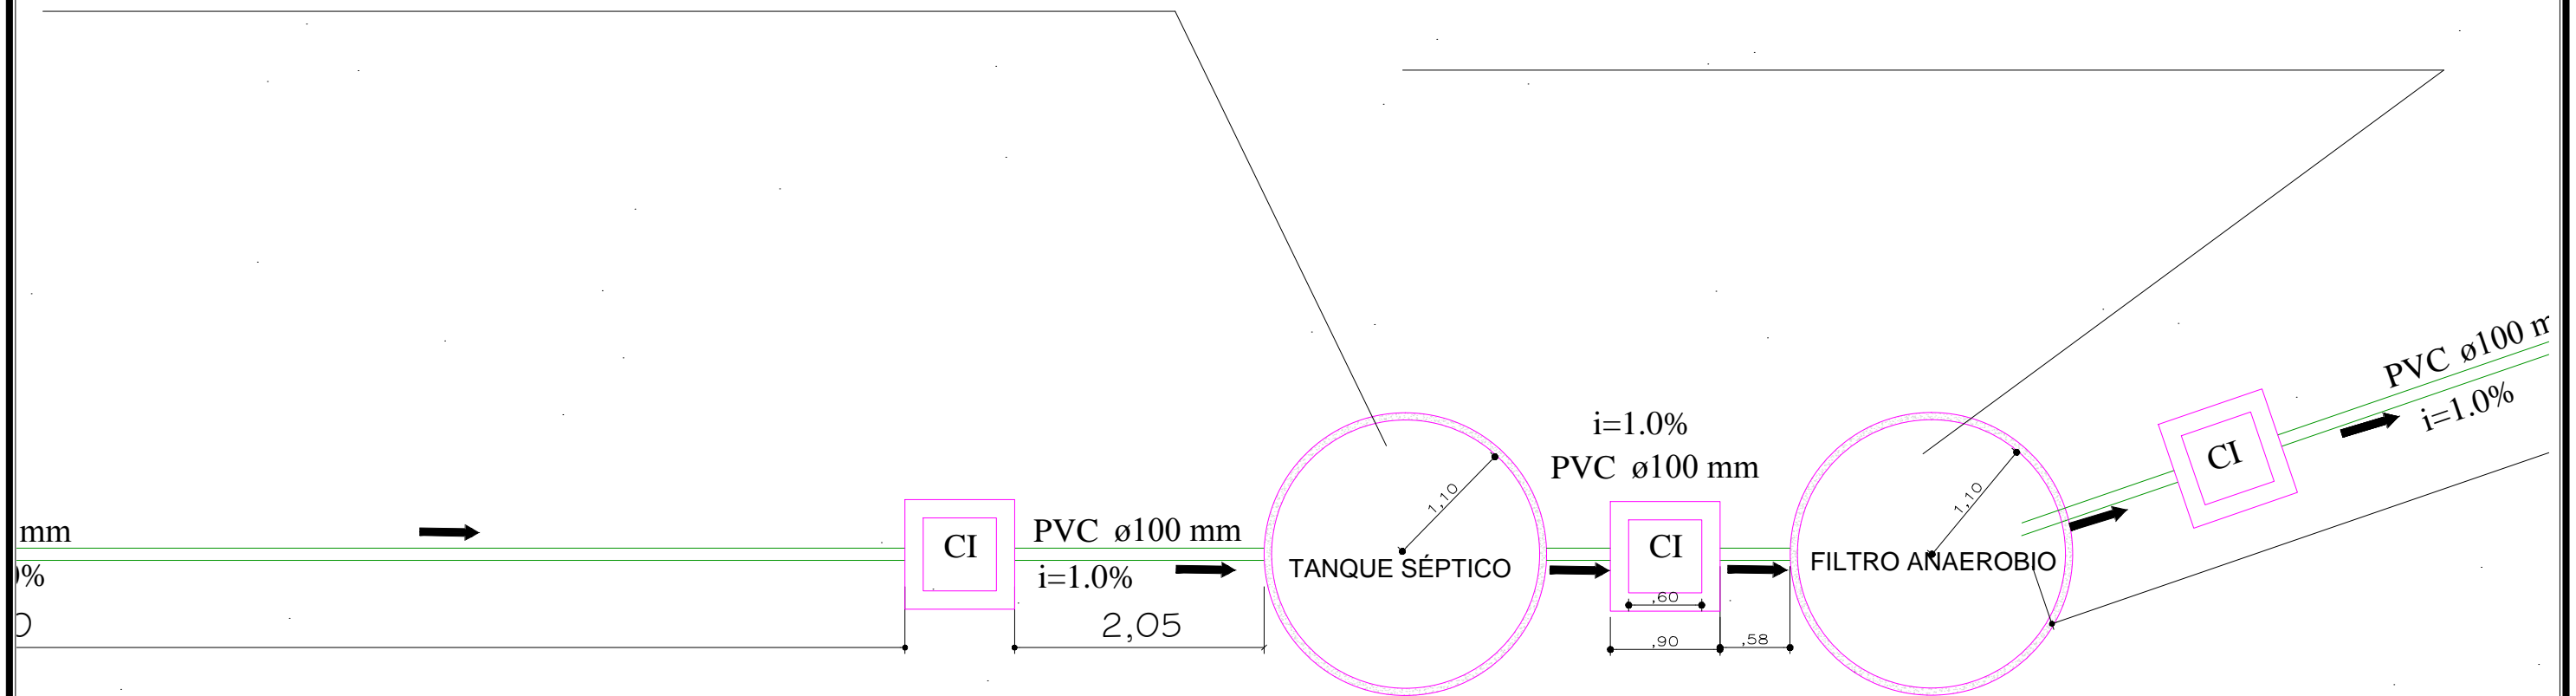 mm
CI
PVC ø100 mm
i=1.0%
2,05
1,10
TANQUE SÉPTICO
i=1.0%
PVC ø100 mm
CI
,60
,90
,58
1,10
FILTRO ANAEROBIO
CI
PVC ø100 m
i=1.0%